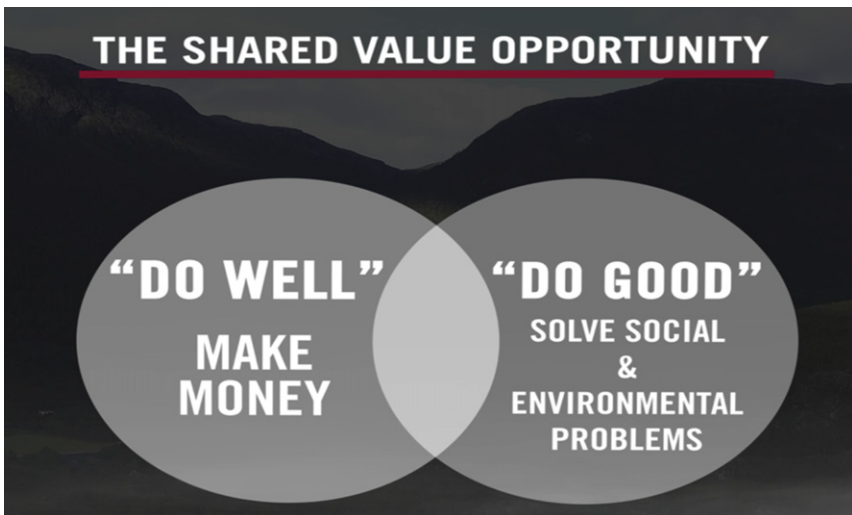 THE SHARED VALUE OPPORTUNITY
“DO WELL”
MAKE
MONEY
“DO GOOD”
SOLVE SOCIAL
&
ENVIRONMENTAL
PROBLEMS